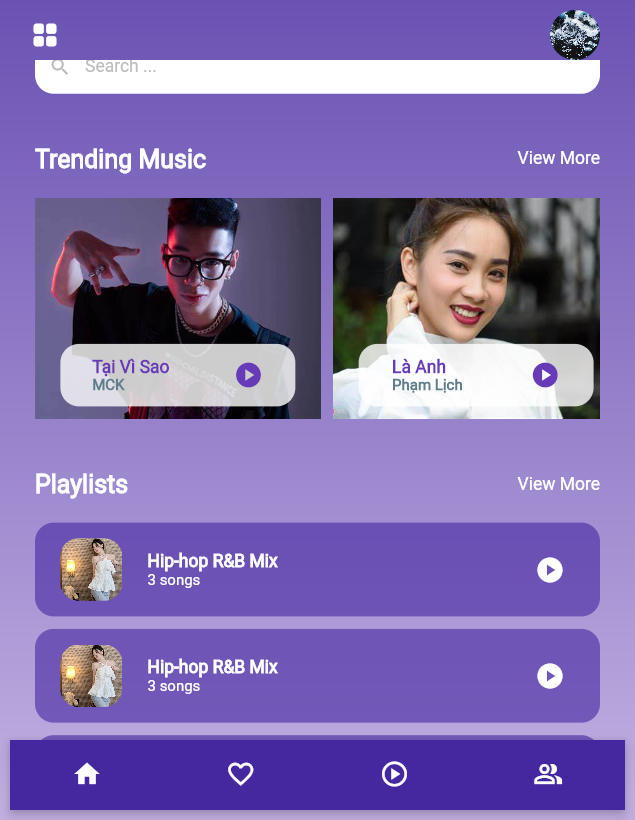 Search ...
Trending Music
View More
Tại Vì Sao
MCK
Là Anh
Phạm Lịch
Playlists
View More
Hip-hop R&B Mix
3 songs
Hip-hop R&B Mix
3 songs